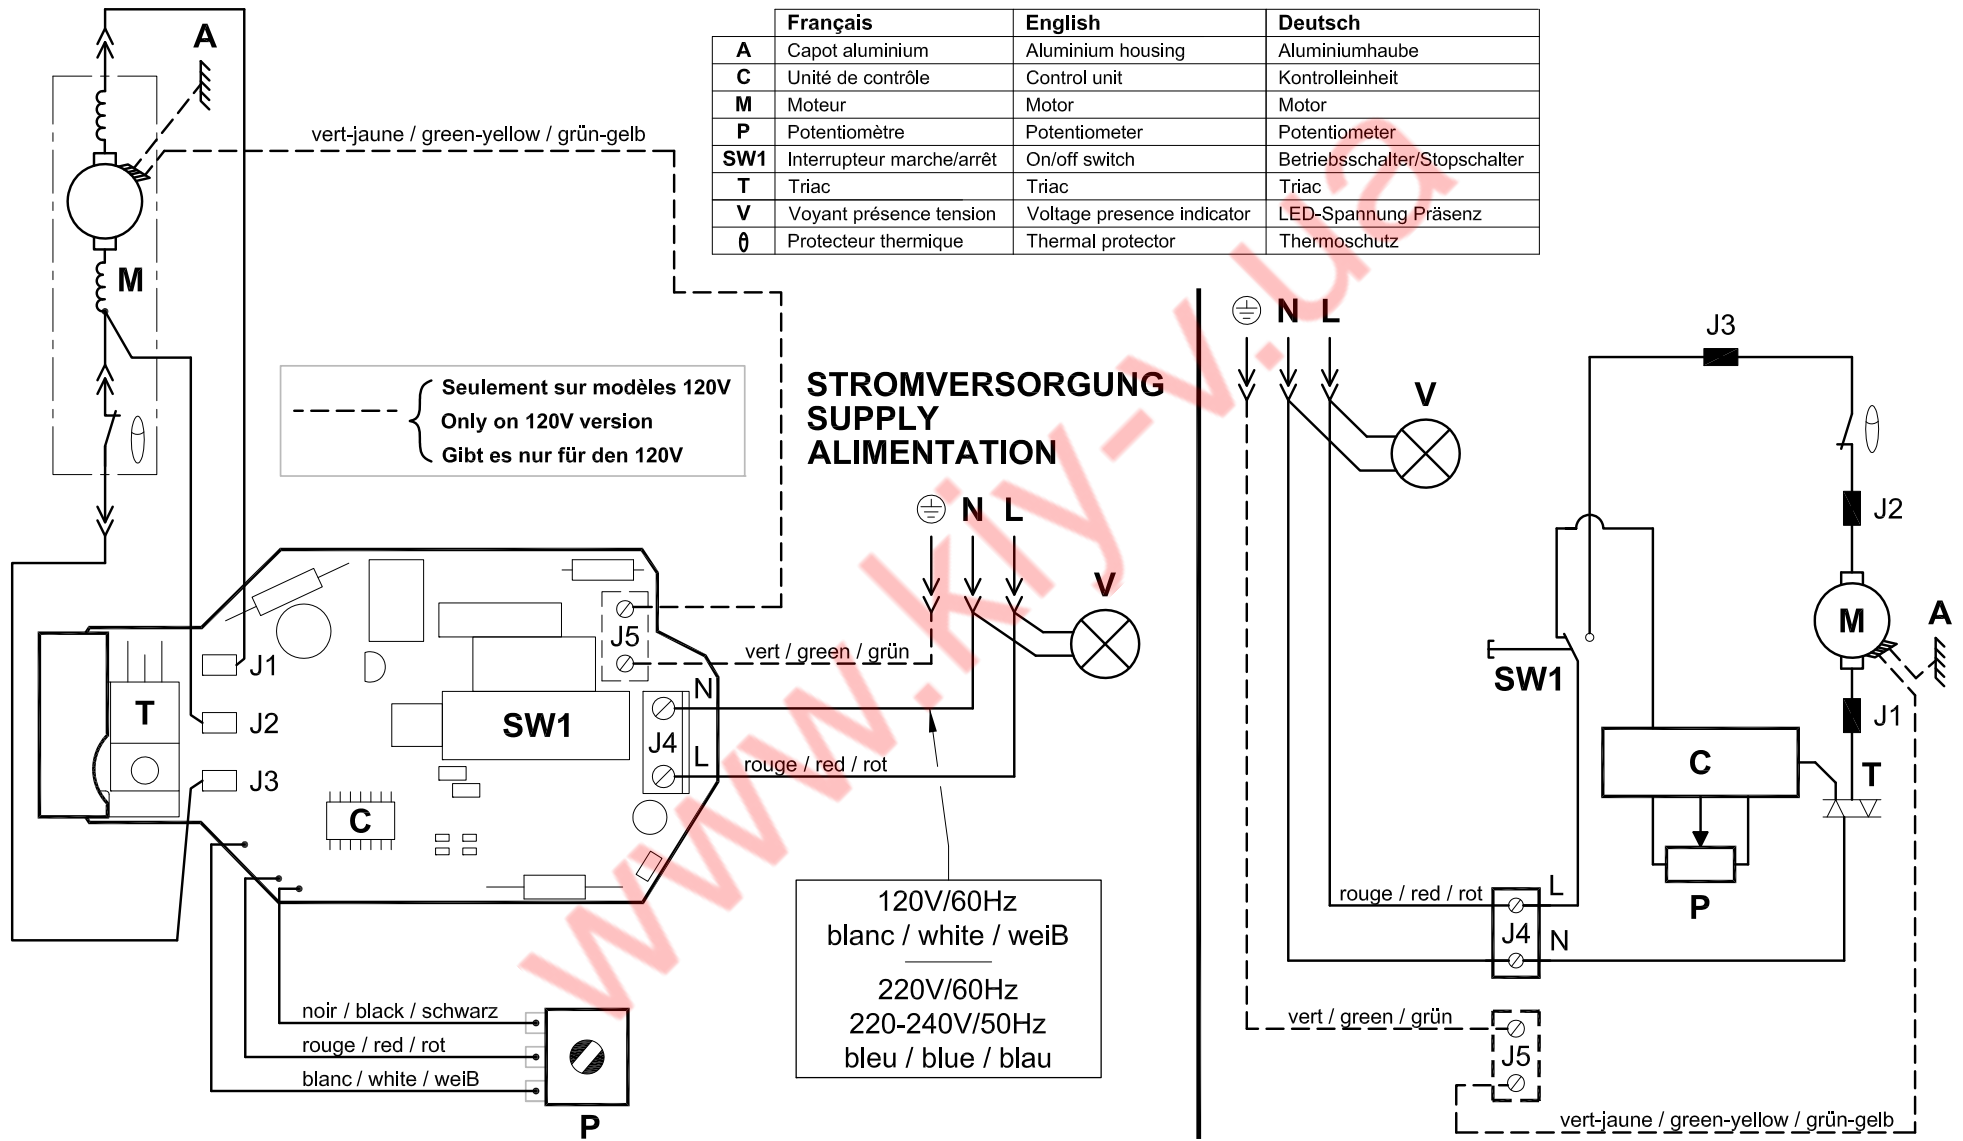 Français English Deutsch
A Capot aluminium Aluminium housing Aluminiumhaube
C Unité de contrôle Control unit Kontrolleinheit
M Moteur Motor Motor
P Potentiomètre Potentiometer Potentiometer
SW1 Interrupteur marche/arrêt On/off switch Betriebsschalter/Stopschalter
T Triac Triac Triac
V Voyant présence tension Voltage presence indicator LED-Spannung Präsenz
θ Protecteur thermique Thermal protector Thermoschutz
A
vert-jaune / green-yellow / grün-gelb
M
Seulement sur modèles 120V
Only on 120V version
Gibt es nur für den 120V
STROMVERSORGUNG
SUPPLY
ALIMENTATION
N L
V
J5
vert / green / grün
J1
J2
J3
T
SW1
N
J4
L
rouge / red / rot
C
120V/60Hz
blanc / white / weiB
220V/60Hz
220-240V/50Hz
bleu / blue / blau
noir / black / schwarz
rouge / red / rot
blanc / white / weiB
P
N L
V
J3
J2
M
A
SW1
J1
C
T
P
rouge / red / rot
L
J4
N
vert / green / grün
J5
vert-jaune / green-yellow / grün-gelb
www.kiy-v.ua